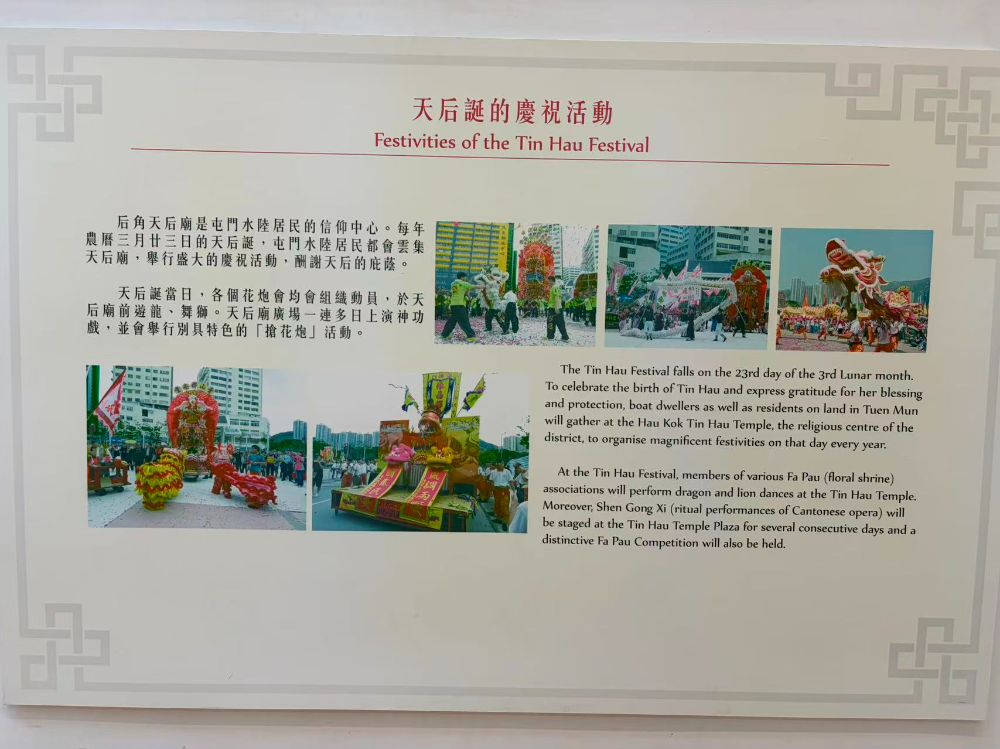 天后誕的慶祝活動
Festivities of the Tin Hau Festival
后角天后廟是屯門水陸居民的信仰中心。每年
農曆三月廿三日的天后誕，屯門水陸居民都會雲集
天后廟，舉行盛大的慶祝活動，酬謝天后的庇蔭。
天后誕當日，各個花炮會均會組織動員，於天
后廟前遊龍、舞獅。天后廟廣場一連多日上演神功
戲，並會舉行別具特色的「搶花炮」活動。
The Tin Hau Festival falls on the 23rd day of the 3rd Lunar month.
To celebrate the birth of Tin Hau and express gratitude for her blessing
and protection, boat dwellers as well as residents on land in Tuen Mun
will gather at the Hau Kok Tin Hau Temple, the religious centre of the
district, to organise magnificent festivities on that day every year.
At the Tin Hau Festival, members of various Fa Pau (floral shrine)
associations will perform dragon and lion dances at the Tin Hau Temple.
Moreover, Shen Gong Xi (ritual performances of Cantonese opera) will
be staged at the Tin Hau Temple Plaza for several consecutive days and a
distinctive Fa Pau Competition will also be held.